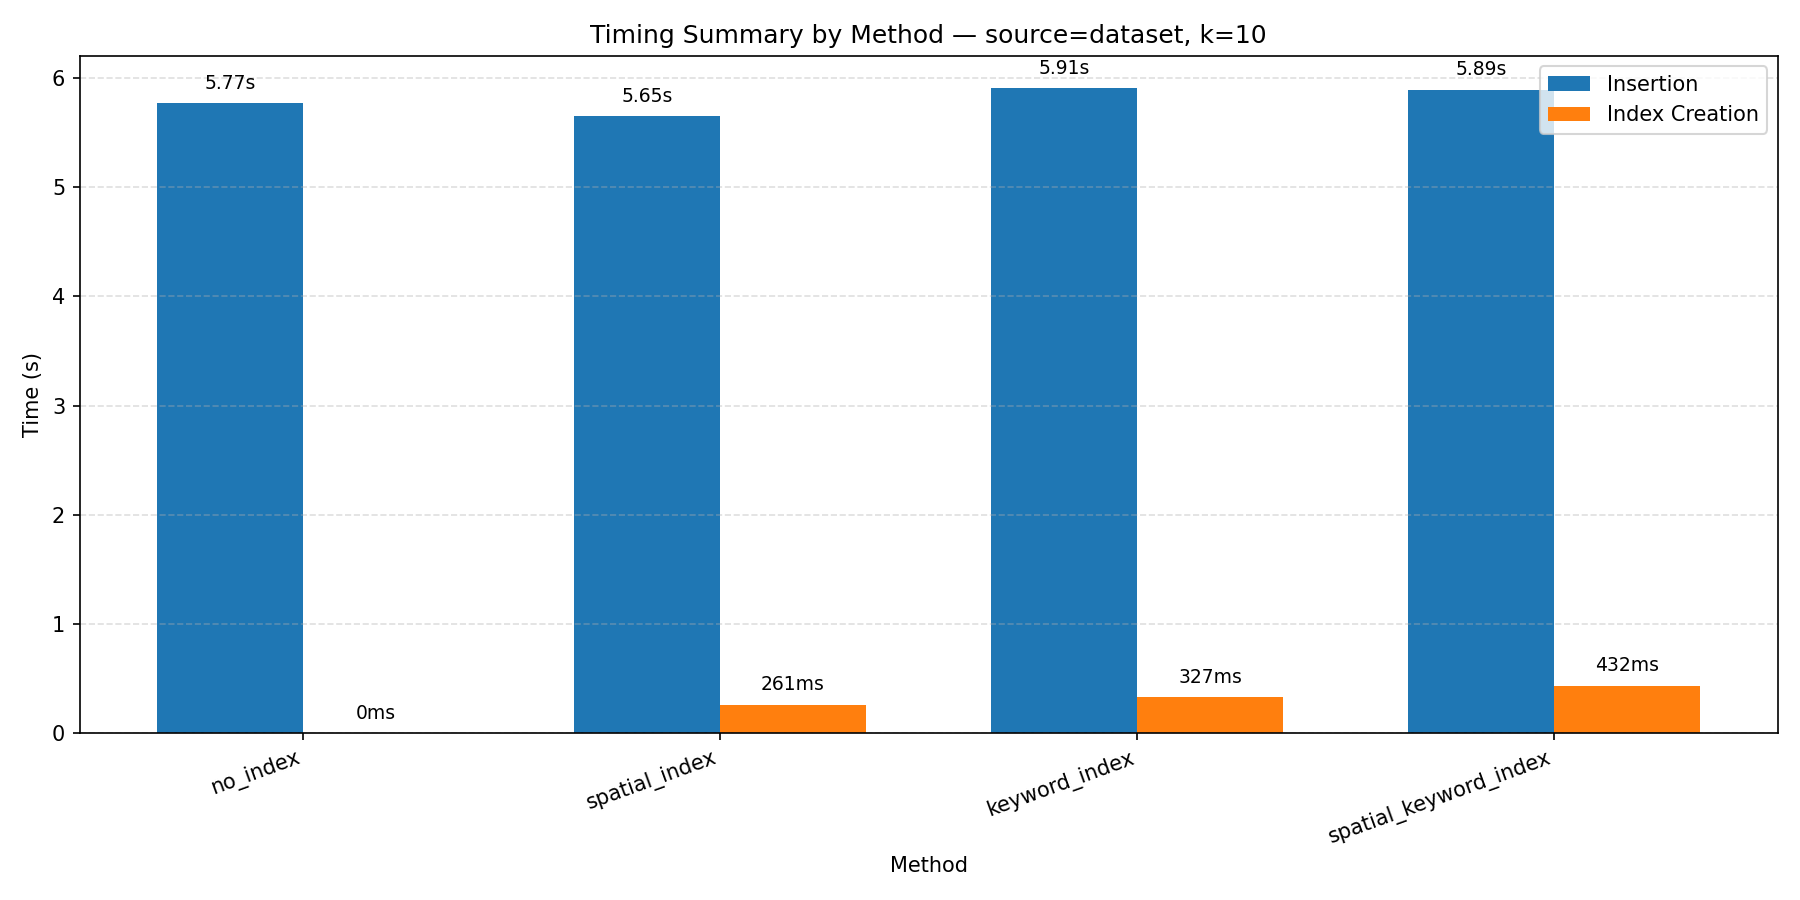 Timing Summary by Method — source=dataset, k=10
Insertion
Index Creation
5.77s
5.65s
5.91s
5.89s
0ms
261ms
327ms
432ms
Time (s)
6
5
4
3
2
1
0
no_index
spatial_index
keyword_index
spatial_keyword_index
Method